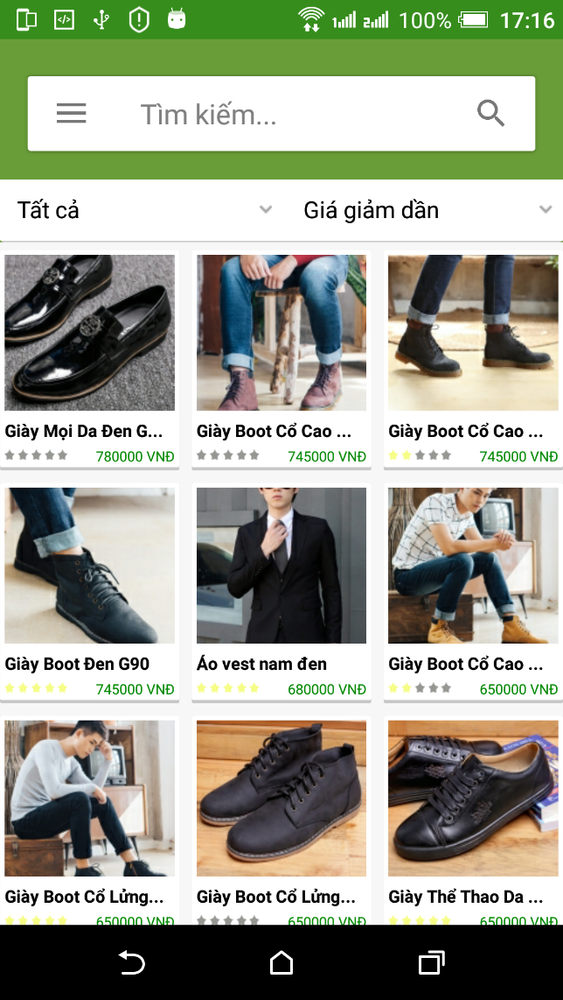 100% 17:16
Tìm kiếm...
Tất cả Giá giảm dần
Giày Mọi Da Đen G... Giày Boot Cổ Cao ... Giày Boot Cổ Cao ...
780000 VNĐ 745000 VNĐ 745000 VNĐ
Giày Boot Đen G90 Áo vest nam đen Giày Boot Cổ Cao ...
745000 VNĐ 680000 VNĐ 650000 VNĐ
Giày Boot Cổ Lửng... Giày Boot Cổ Lửng... Giày Thể Thao Da ...
650000 VNĐ 650000 VNĐ 650000 VNĐ